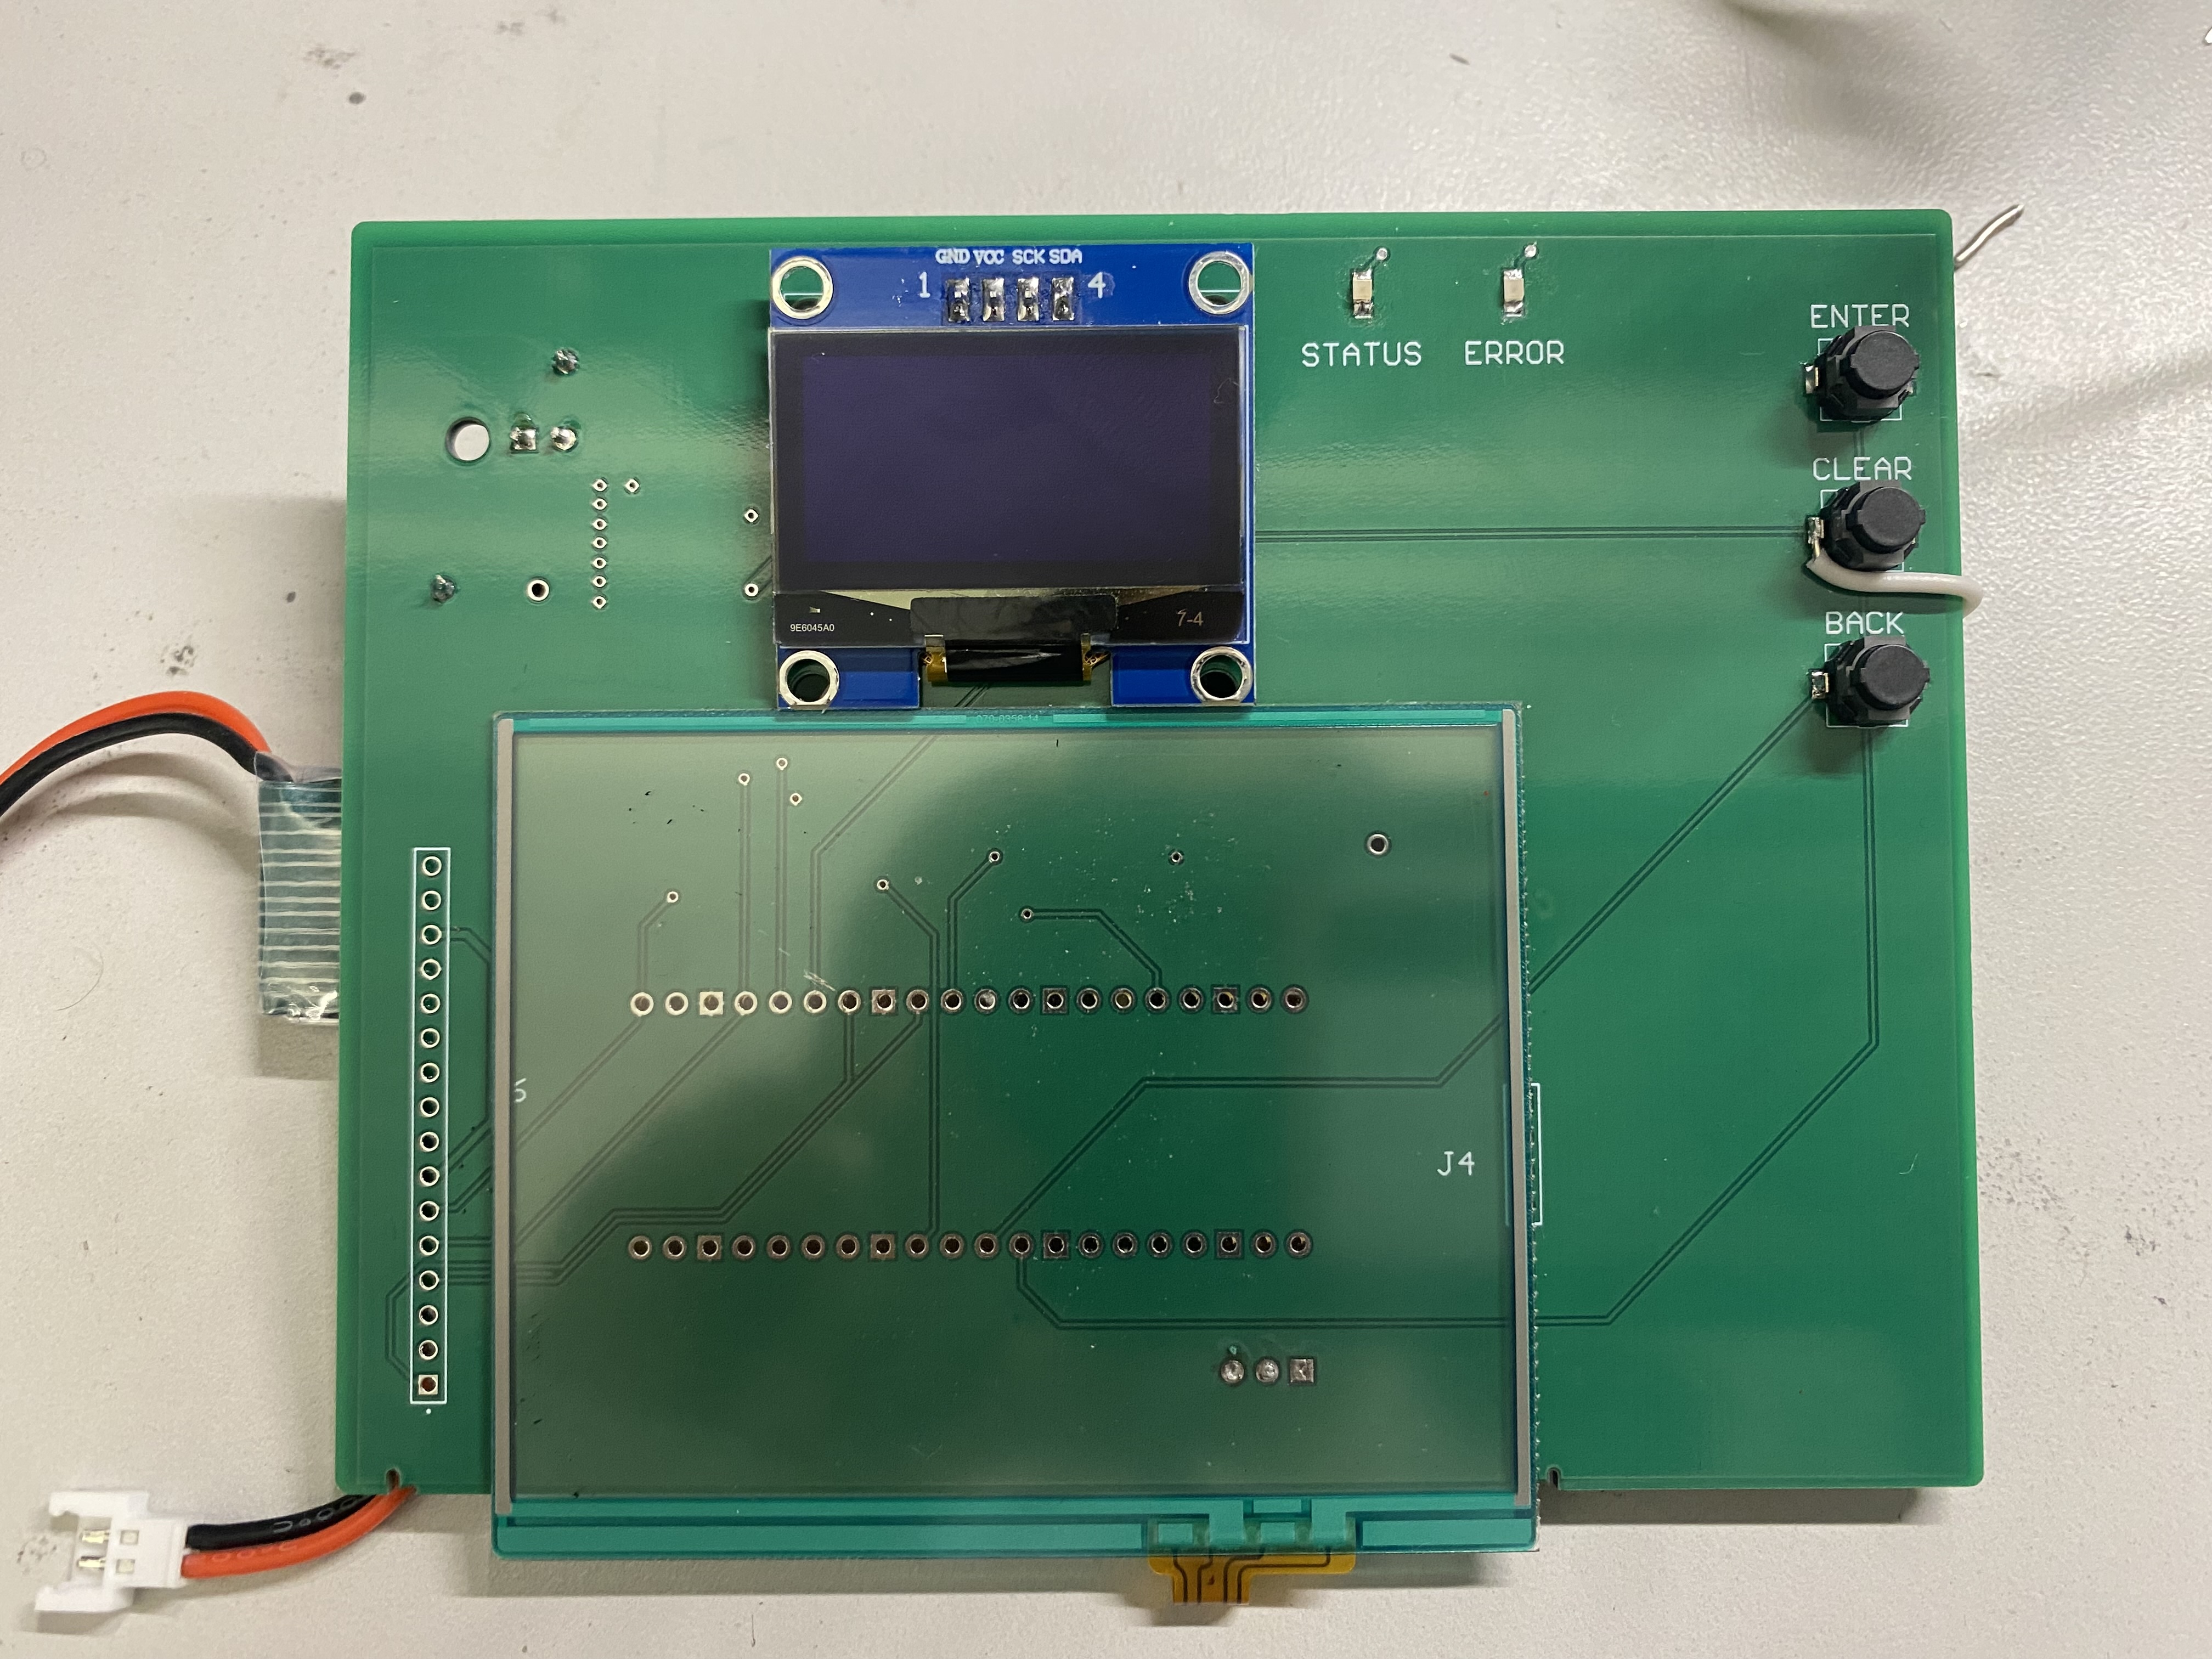 GND VCC SCK SDA
1 4
STATUS ERROR
ENTER
CLEAR
9E6045A0
7-4
BACK
J4